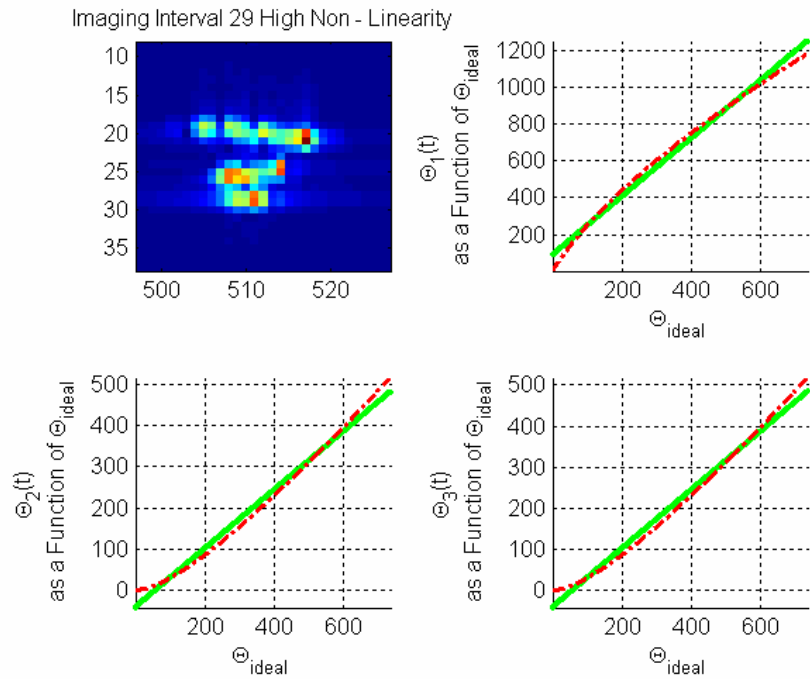 Imaging Interval 29 High Non - Linearity
10
15
20
25
30
35
500 510 520
Θ1(t)
as a Function of Θideal
1200
1000
800
600
400
200
200 400 600
Θideal
Θ2(t)
as a Function of Θideal
500
400
300
200
100
0
200 400 600
Θideal
Θ3(t)
as a Function of Θideal
500
400
300
200
100
0
200 400 600
Θideal